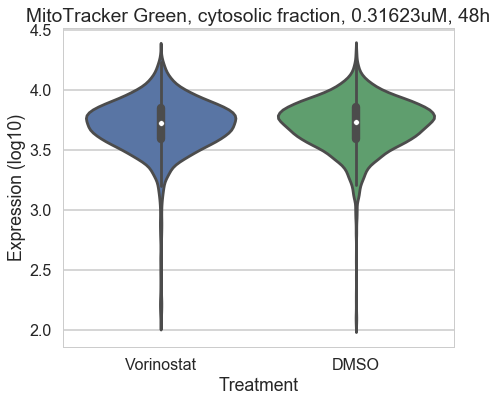 MitoTracker Green, cytosolic fraction, 0.31623uM, 48h
4.5
4.0
3.5
3.0
2.5
2.0
Expression (log10)
Vorinostat
DMSO
Treatment